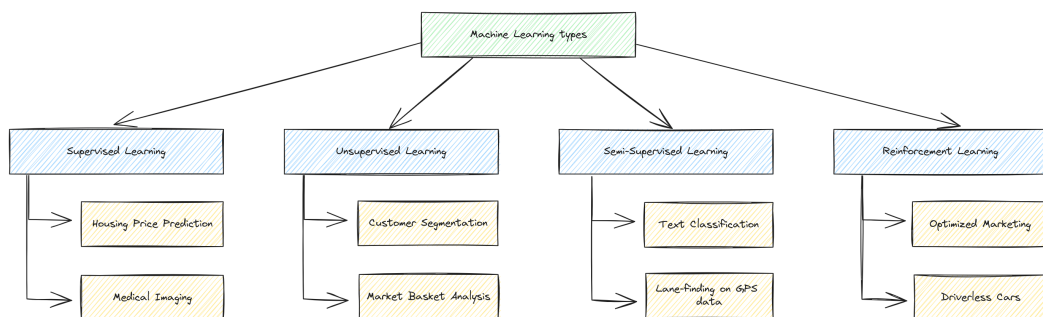 Machine Learning types
Supervised Learning
Unsupervised Learning
Semi-Supervised Learning
Reinforcement Learning
Housing Price Prediction
Customer Segmentation
Text Classification
Optimized Marketing
Medical Imaging
Market Basket Analysis
Lane-finding on GPS
data
Driverless Cars